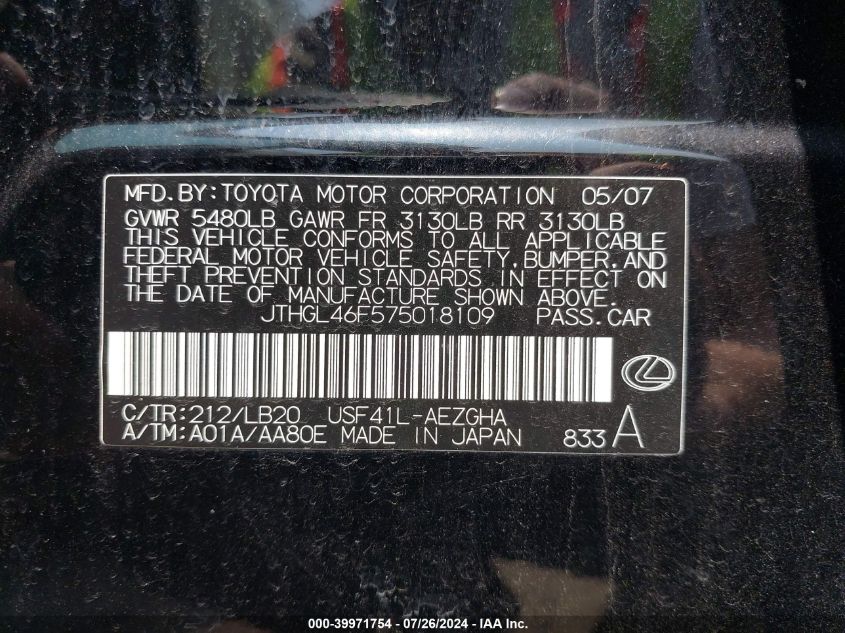 MFD.BY:TOYOTA MOTOR CORPORATION 05/07
GVWR 5480LB GAWR FR 3130LB RR 3130LB
THIS VEHICLE CONFORMS TO ALL APPLICABLE
FEDERAL MOTOR VEHICLE SAFETY,BUMPER,AND
THEFT PREVENTION STANDARDS IN EFFECT ON
THE DATE OF MANUFACTURE SHOWN ABOVE.
JTHGL46F575018109 PASS.CAR
C/TR:212/LB20 USF41L-AEZGHA
A/TM:A01A/AA80E MADE IN JAPAN 833A
000-39971754 - 07/26/2024 - IAAI.com